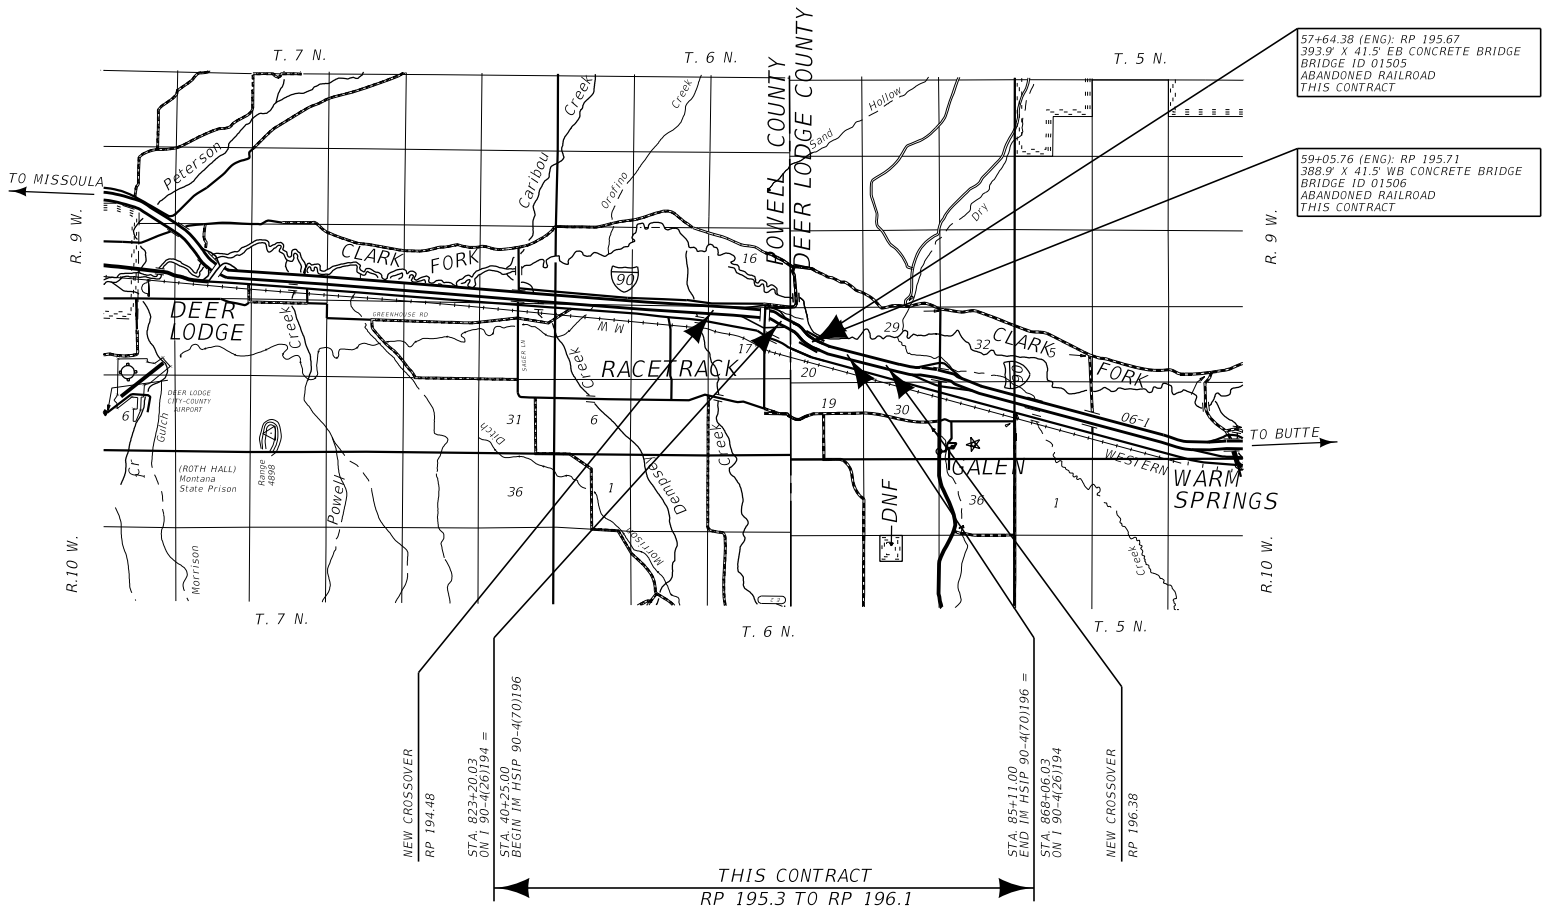 T. 7 N.
T. 6 N.
T. 5 N.
POWELL COUNTY
DEER LODGE COUNTY
57+64.38 (ENG): RP 195.67
393.9' X 41.5' EB CONCRETE BRIDGE
BRIDGE ID 01505
ABANDONED RAILROAD
THIS CONTRACT
59+05.76 (ENG): RP 195.71
388.9' X 41.5' WB CONCRETE BRIDGE
BRIDGE ID 01506
ABANDONED RAILROAD
THIS CONTRACT
TO MISSOULA
R. 9 W.
R. 9 W.
Peterson
Caribou Creek
Orofino Creek
Sand Hollow
Dry
CLARK FORK
90
16
DEER
LODGE
Creek
GREENHOUSE RD
M W
SAGER LN
Creek
RACETRACK
17
20
29
32
5
CLARK FORK
90
I-90
TO BUTTE
DEER LODGE
CITY-COUNTY
AIRPORT
6
Gulch
31
6
Ditch
Creek
19
30
GALEN
WESTERN
WARM
SPRINGS
(ROTH HALL)
Montana
State Prison
Range
4898
Cr
Powell
36
1
Dempsey
DNF
36
1
Morrison
Morrison
Creek
R.10 W.
R.10 W.
T. 7 N.
T. 6 N.
T. 5 N.
NEW CROSSOVER
RP 194.48
STA. 823+20.03
ON I 90-4(26)194 =
STA. 40+25.00
BEGIN IM HSIP 90-4(70)196
STA. 85+11.00
END IM HSIP 90-4(70)196 =
STA. 868+06.03
ON I 90-4(26)194
NEW CROSSOVER
RP 196.38
THIS CONTRACT
RP 195.3 TO RP 196.1